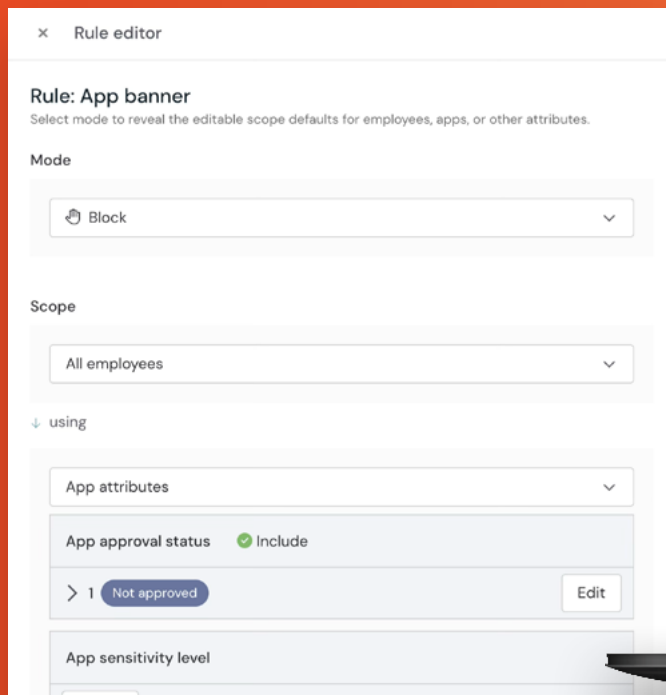 Rule editor
Rule: App banner
Select mode to reveal the editable scope defaults for employees, apps, or other attributes.
Mode
Block
Scope
All employees
using
App attributes
App approval status Include
1 Not approved Edit
App sensitivity level